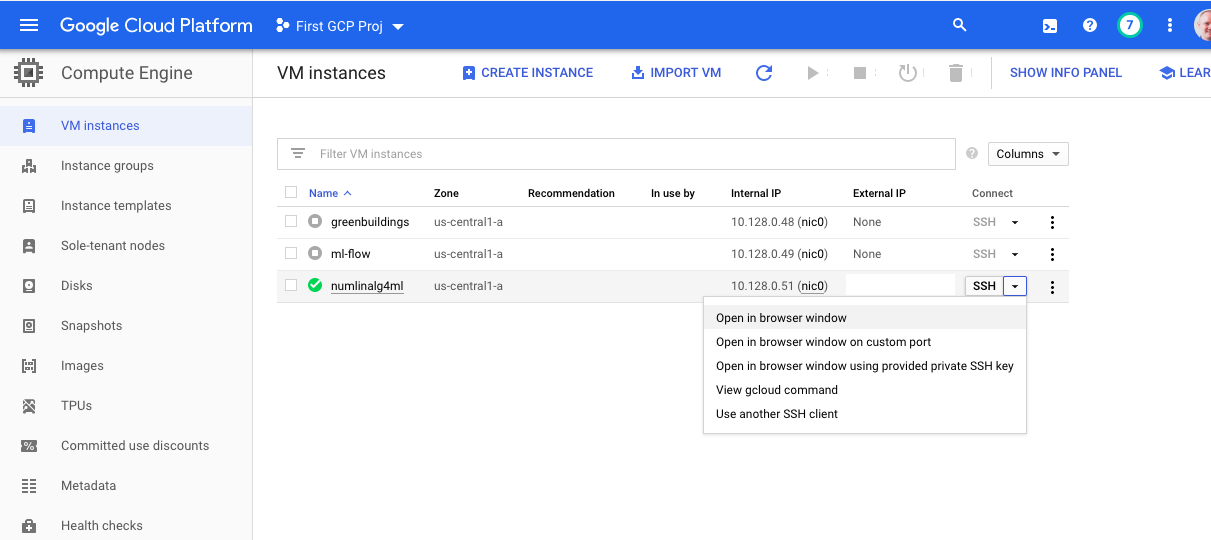 Google Cloud Platform First GCP Proj 7
Compute Engine VM instances CREATE INSTANCE IMPORT VM SHOW INFO PANEL LEAR
VM instances
Instance groups
Instance templates
Sole-tenant nodes
Disks
Snapshots
Images
TPUs
Committed use discounts
Metadata
Health checks
Filter VM instances ? Columns
Name Zone Recommendation In use by Internal IP External IP Connect
greenbuildings us-central1-a 10.128.0.48 (nic0) None SSH
ml-flow us-central1-a 10.128.0.49 (nic0) None SSH
numlinalg4ml us-central1-a 10.128.0.51 (nic0) SSH
Open in browser window
Open in browser window on custom port
Open in browser window using provided private SSH key
View gcloud command
Use another SSH client